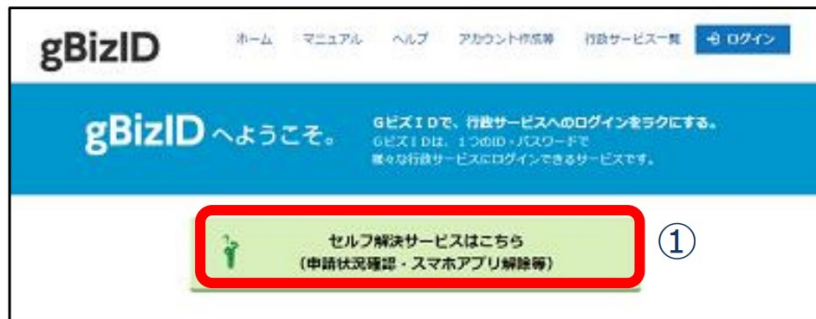 gBizID
ホーム マニュアル ヘルプ アカウント作成等 行政サービス一覧 ログイン
gBizIDへようこそ。
GビズIDで、行政サービスへのログインをラクにする。
GビズIDは、1つのID・パスワードで
様々な行政サービスにログインできるサービスです。
セルフ解決サービスはこちら
(申請状況確認・スマホアプリ解除等)
①